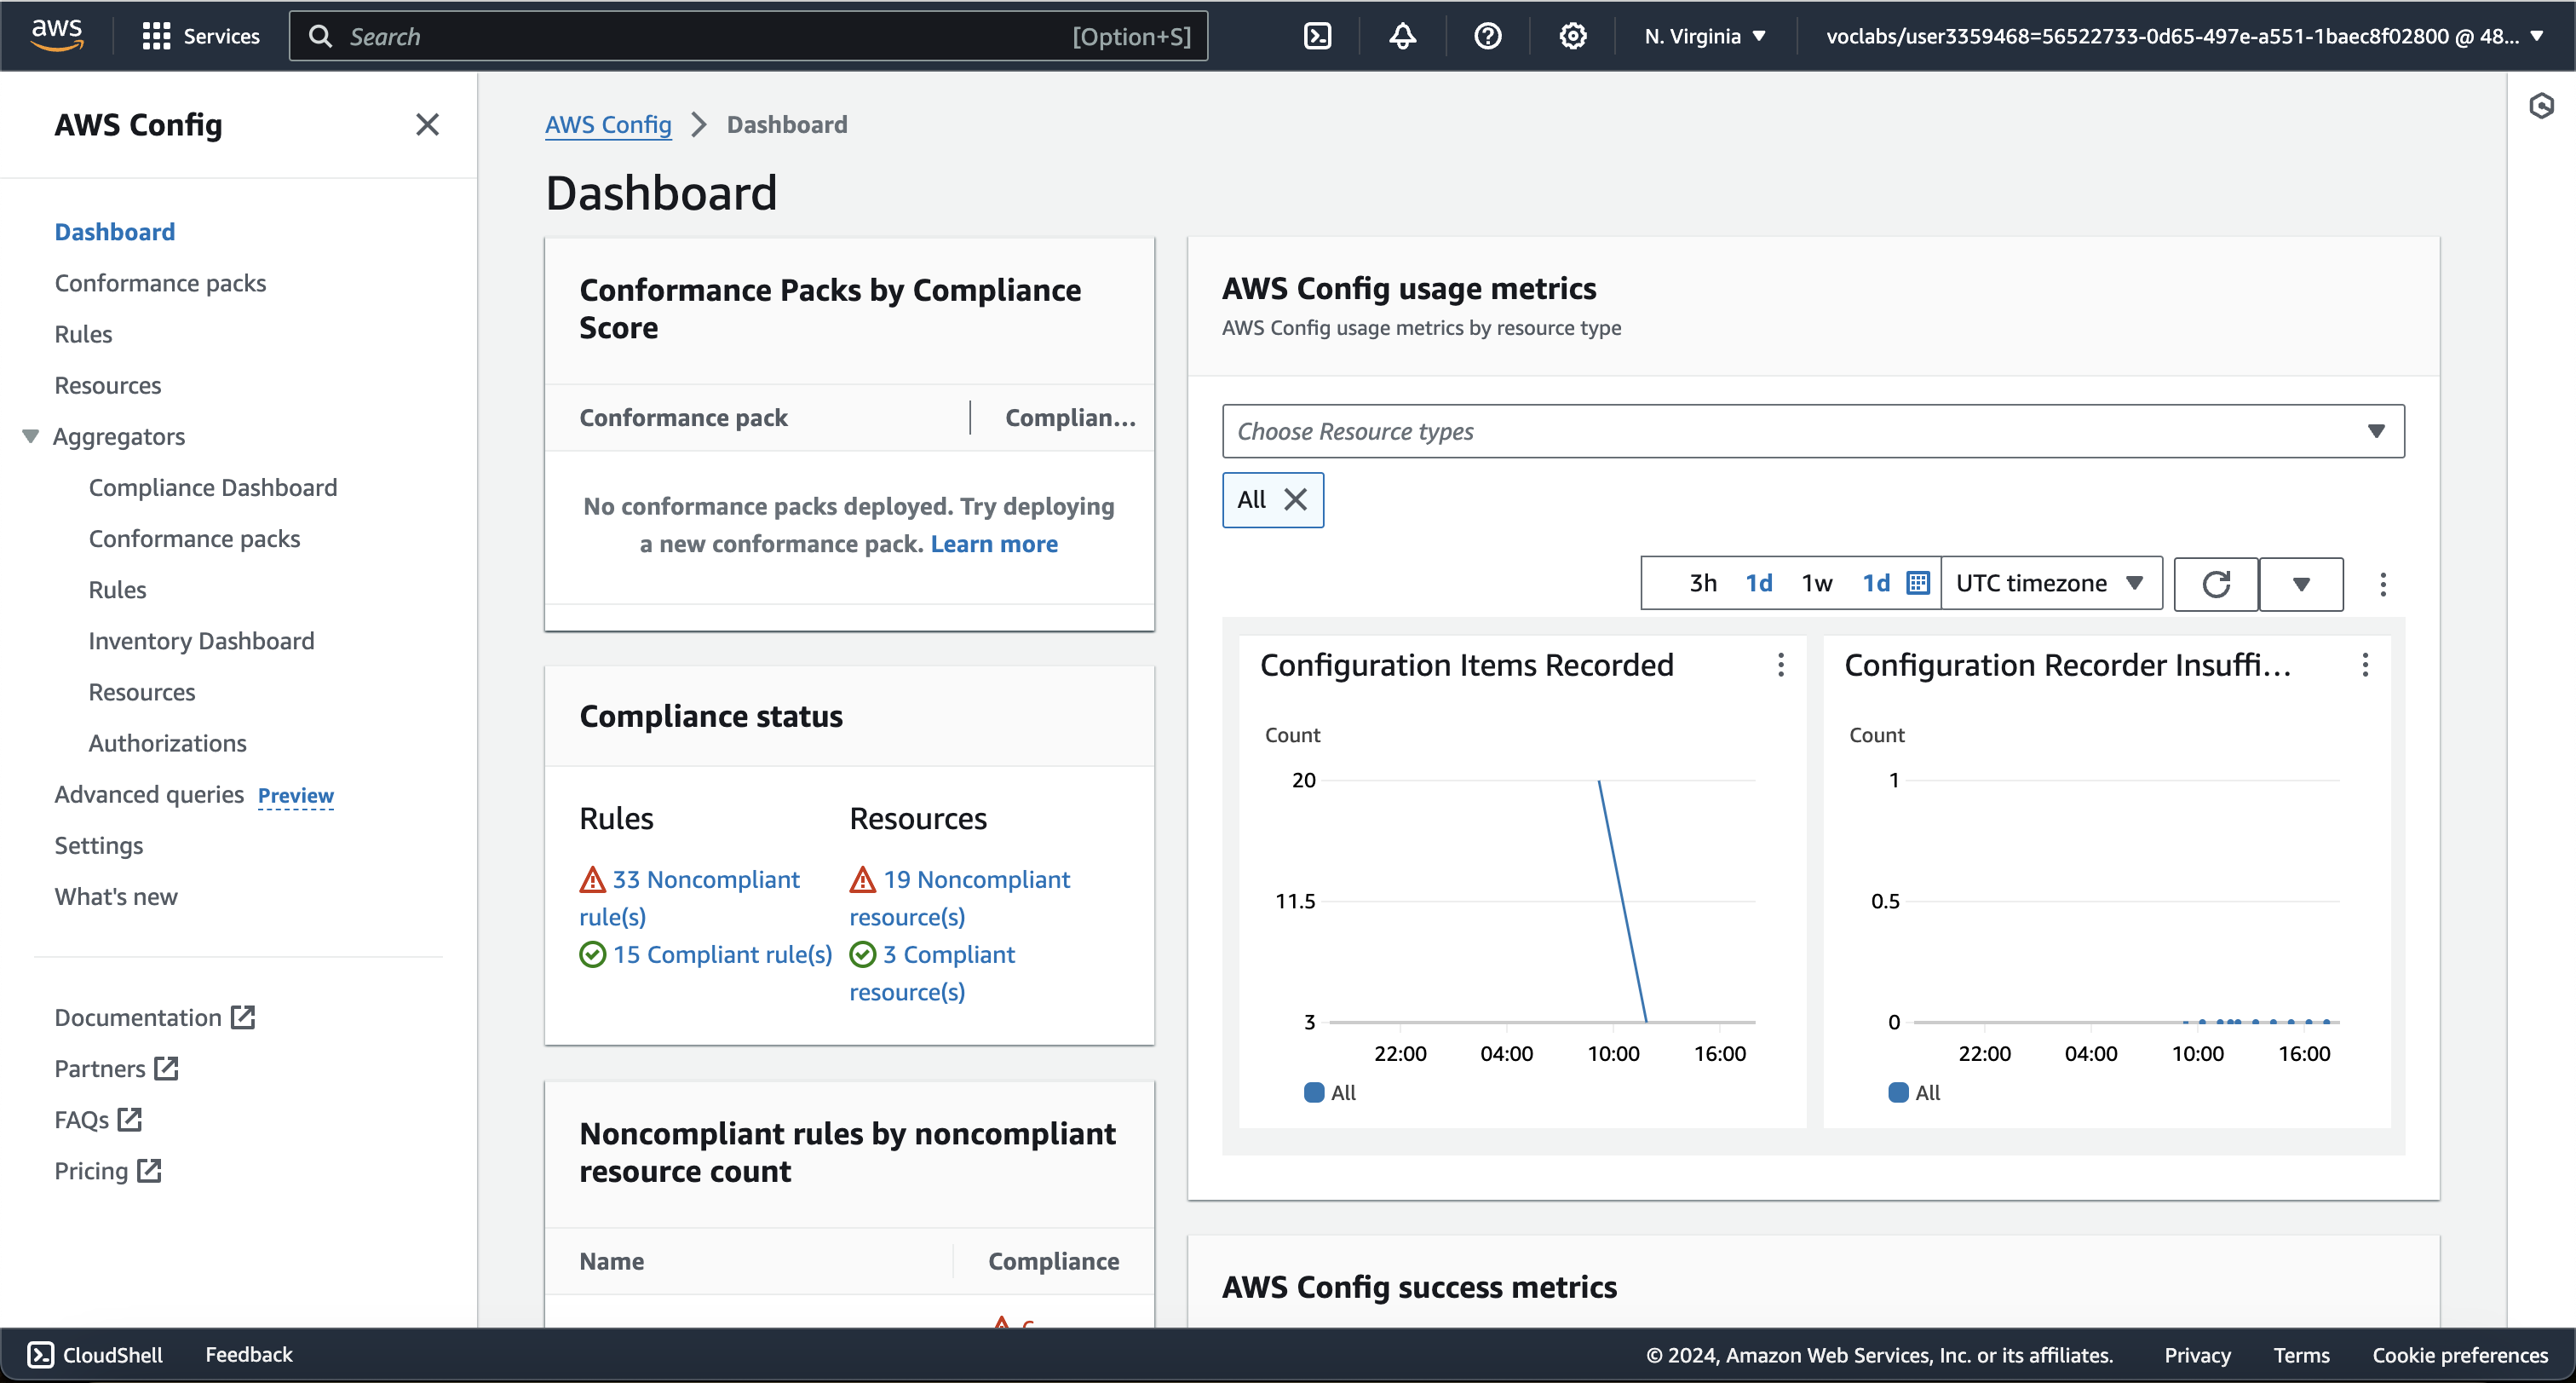 aws
Services
Search
[Option+S]
N. Virginia
voclabs/user3359468=56522733-0d65-497e-a551-1baec8f02800 @ 48...
AWS Config
Dashboard
Conformance packs
Rules
Resources
Aggregators
Compliance Dashboard
Conformance packs
Rules
Inventory Dashboard
Resources
Authorizations
Advanced queries Preview
Settings
What's new
Documentation
Partners
FAQs
Pricing
AWS Config
Dashboard
Dashboard
Conformance Packs by Compliance
Score
Conformance pack
Complian...
No conformance packs deployed. Try deploying
a new conformance pack. Learn more
Compliance status
Rules
33 Noncompliant
rule(s)
15 Compliant rule(s)
Resources
19 Noncompliant
resource(s)
3 Compliant
resource(s)
Noncompliant rules by noncompliant
resource count
Name
Compliance
AWS Config usage metrics
AWS Config usage metrics by resource type
Choose Resource types
All
3h 1d 1w 1d
UTC timezone
Configuration Items Recorded
Count
20
11.5
3
22:00 04:00 10:00 16:00
All
Configuration Recorder Insuffi...
Count
1
0.5
0
22:00 04:00 10:00 16:00
All
AWS Config success metrics
CloudShell
Feedback
© 2024, Amazon Web Services, Inc. or its affiliates.
Privacy
Terms
Cookie preferences